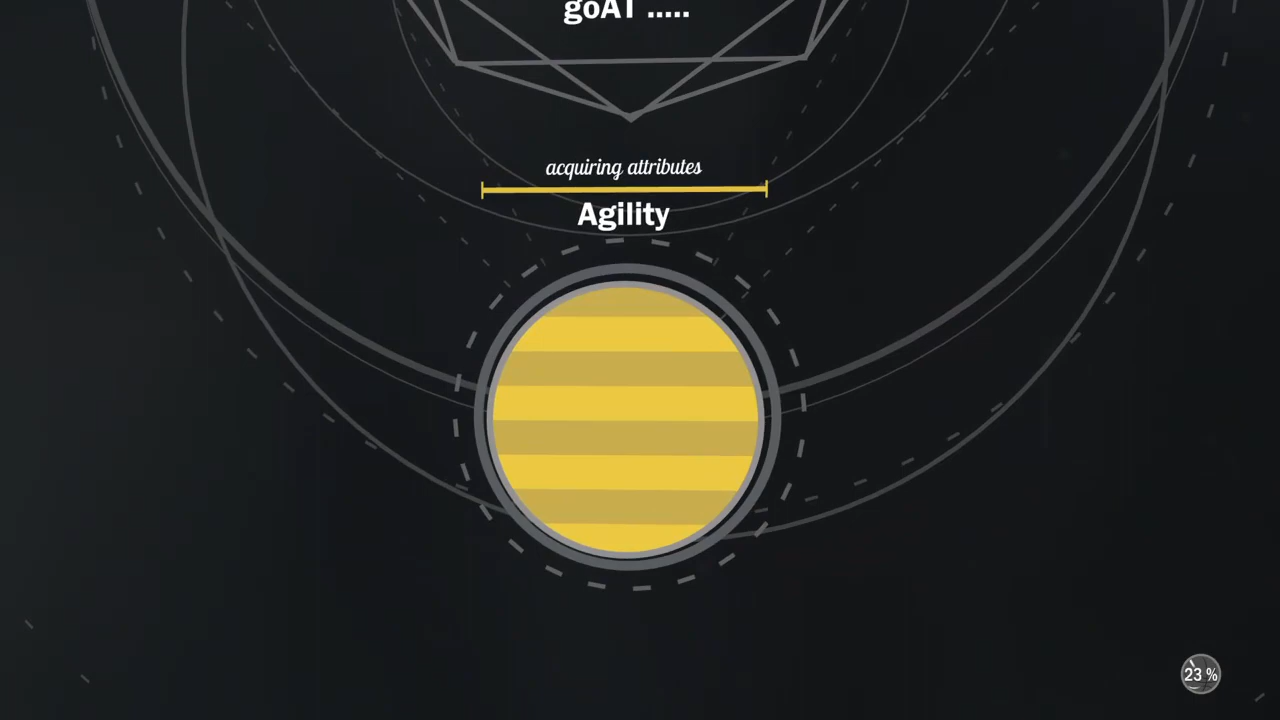 goAT .....
acquiring attributes
Agility
23 %